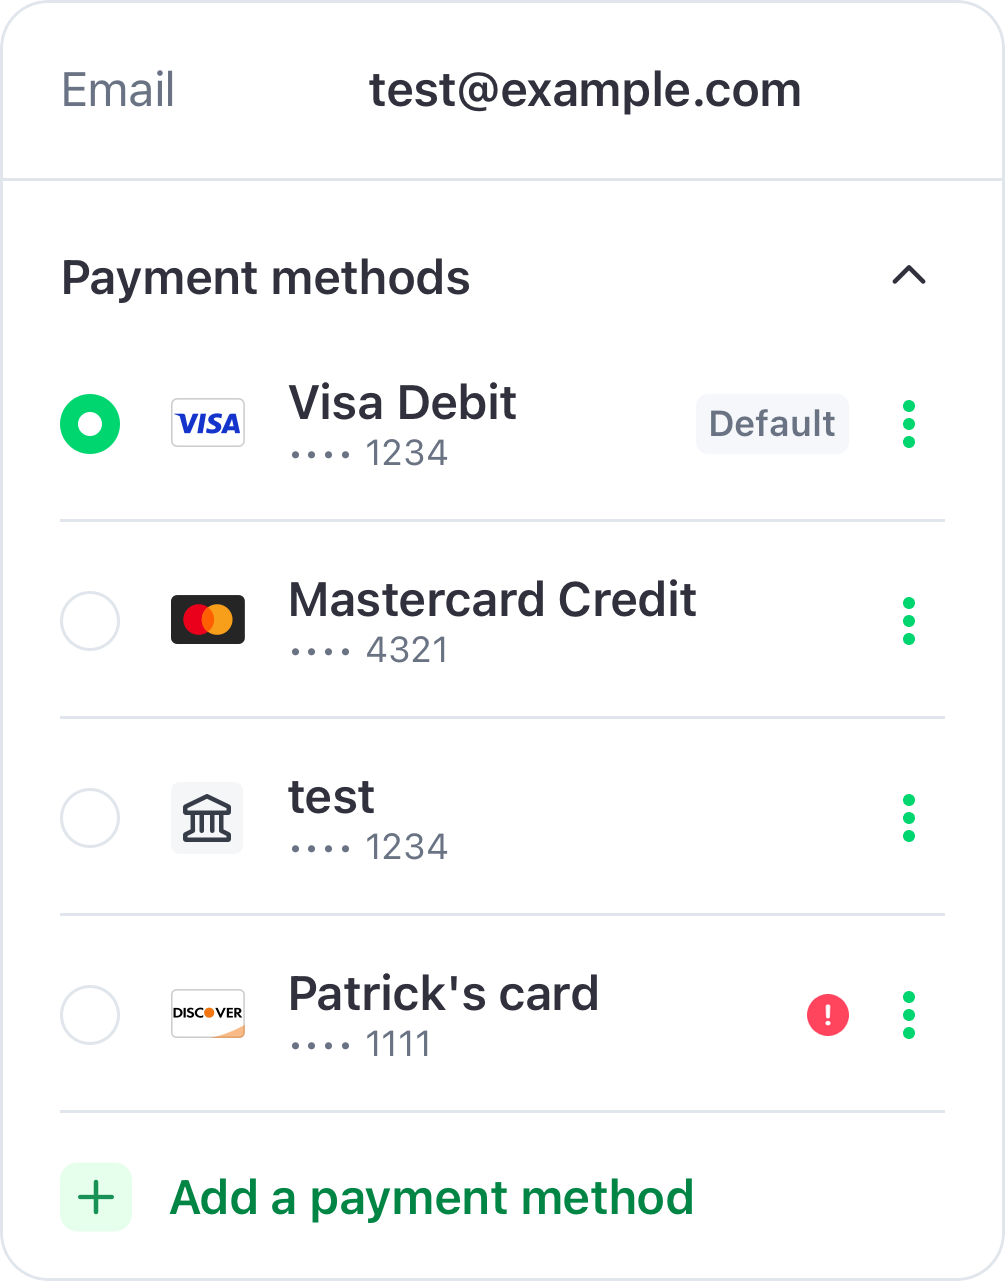 Email test@example.com
Payment methods
VISA Visa Debit Default
•••• 1234
Mastercard Credit
•••• 4321
test
•••• 1234
DISCOVER Patrick's card !
•••• 1111
+ Add a payment method